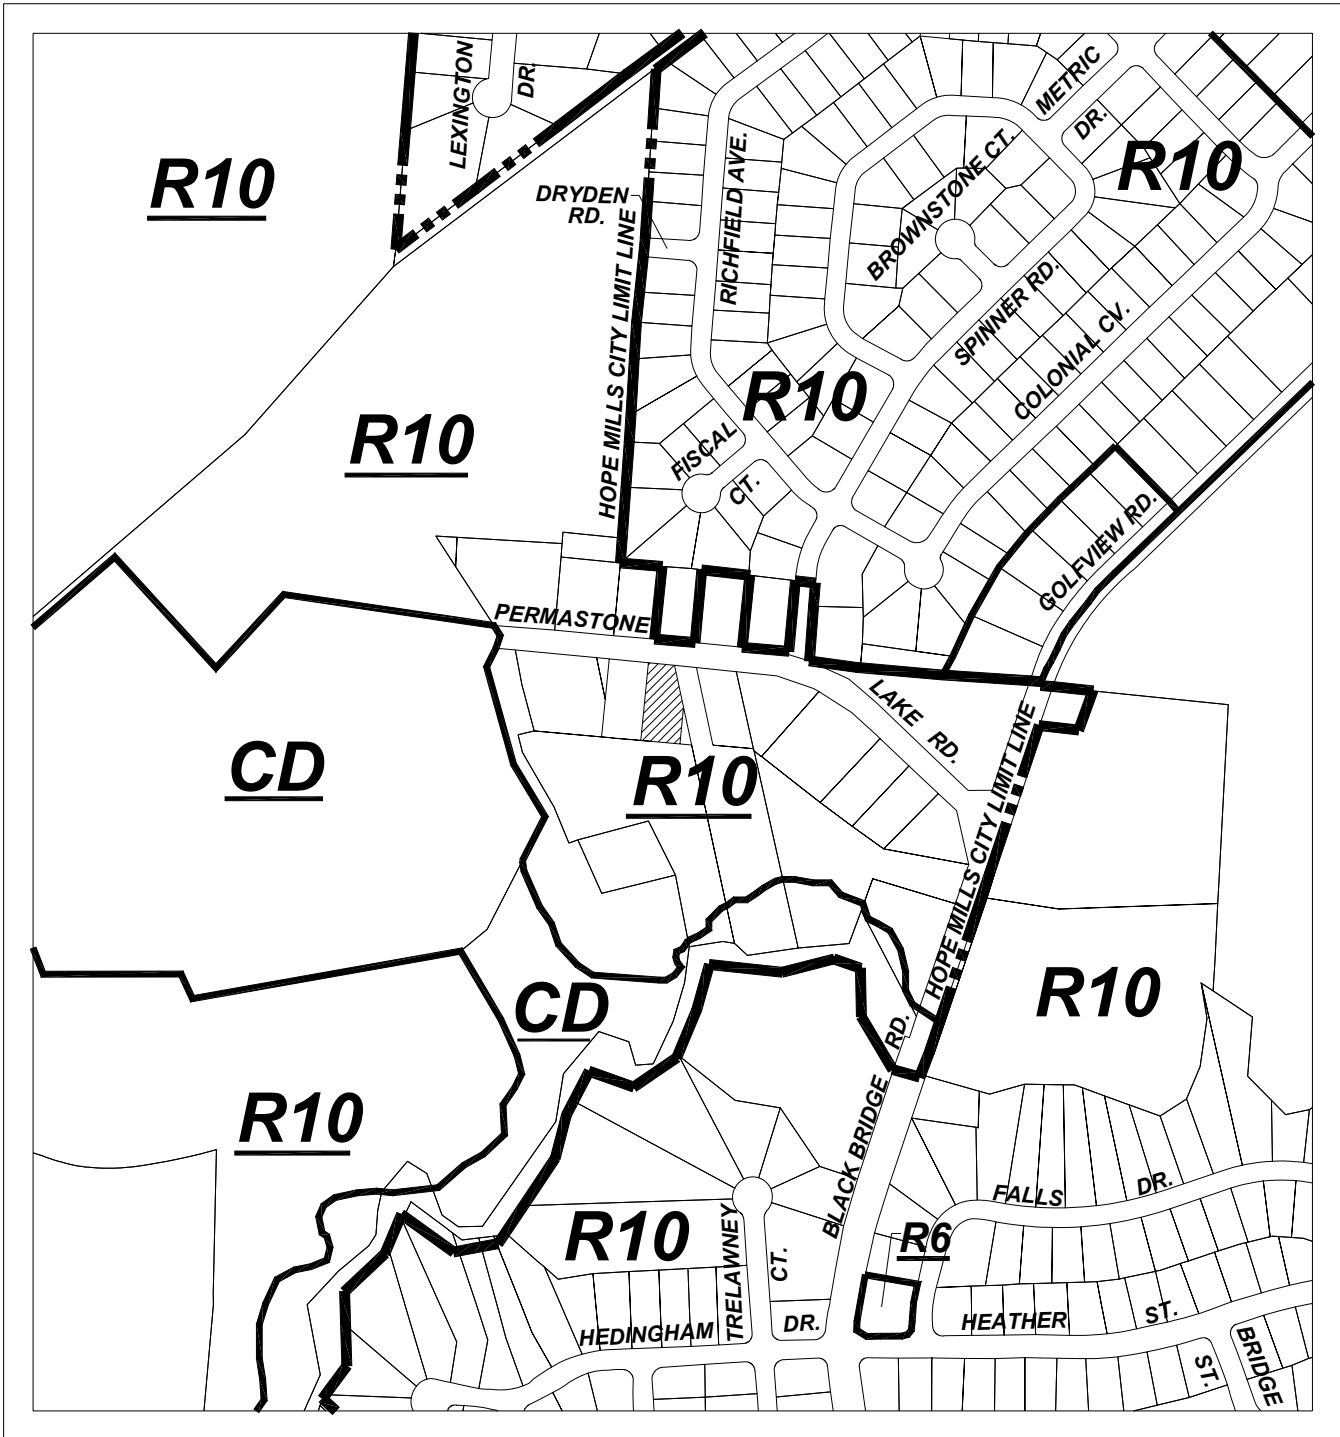 LEXINGTON
DR.
METRIC
DR.
R10
R10
DRYDEN
RD.
RICHFIELD AVE.
BROWNSTONE CT.
R10
HOPE MILLS CITY LIMIT LINE
SPINNER RD.
COLONIAL CV.
R10
R10
FISCAL
CT.
GOLFVIEW RD.
PERMASTONE
LAKE RD.
CD
R10
HOPE MILLS CITY LIMIT LINE
CD
R10
RD.
BLACK BRIDGE
R10
FALLS
DR.
R10
TRELAWNEY
CT.
R6
HEDINGHAM
DR.
HEATHER
ST.
ST.
BRIDGE